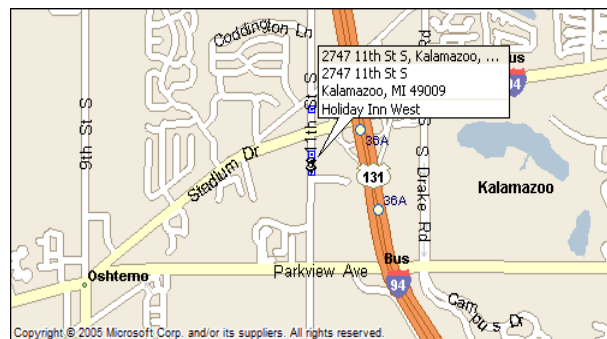 Coddington Ln
2747 11th St S, Kalamazoo, ...
2747 11th St S
Kalamazoo, MI 49009
Holiday Inn West
Bus
94
11th St S
9th St S
Stadium Dr
36A
131
36A
S Drake Rd
Kalamazoo
Oshtemo
Parkview Ave
Bus
94
Campus Dr
Copyright © 2005 Microsoft Corp. and/or its suppliers. All rights reserved.